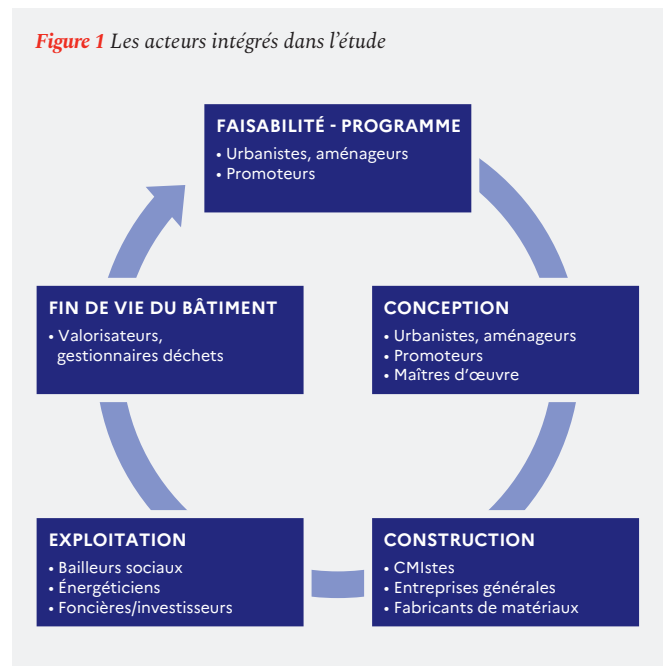 Figure 1 Les acteurs intégrés dans l'étude
FAISABILITÉ - PROGRAMME
• Urbanistes, aménageurs
• Promoteurs
CONCEPTION
• Urbanistes, aménageurs
• Promoteurs
• Maîtres d'œuvre
CONSTRUCTION
• CMIstes
• Entreprises générales
• Fabricants de matériaux
EXPLOITATION
• Bailleurs sociaux
• Énergéticiens
• Foncières/investisseurs
FIN DE VIE DU BÂTIMENT
• Valorisateurs,
gestionnaires déchets